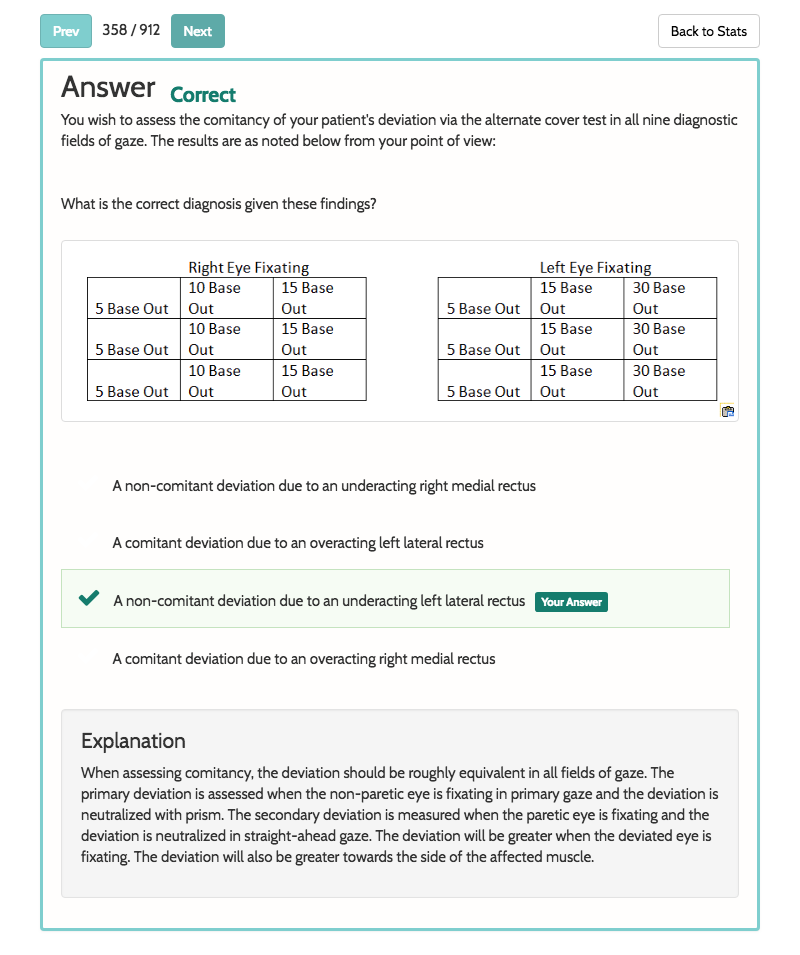 Prev 358 / 912 Next Back to Stats
Answer Correct
You wish to assess the comitancy of your patient's deviation via the alternate cover test in all nine diagnostic
fields of gaze. The results are as noted below from your point of view:
What is the correct diagnosis given these findings?
Right Eye Fixating
5 Base Out 10 Base Out 15 Base Out
5 Base Out 10 Base Out 15 Base Out
5 Base Out 10 Base Out 15 Base Out
Left Eye Fixating
5 Base Out 15 Base Out 30 Base Out
5 Base Out 15 Base Out 30 Base Out
5 Base Out 15 Base Out 30 Base Out
A non-comitant deviation due to an underacting right medial rectus
A comitant deviation due to an overacting left lateral rectus
A non-comitant deviation due to an underacting left lateral rectus Your Answer
A comitant deviation due to an overacting right medial rectus
Explanation
When assessing comitancy, the deviation should be roughly equivalent in all fields of gaze. The
primary deviation is assessed when the non-paretic eye is fixating in primary gaze and the deviation is
neutralized with prism. The secondary deviation is measured when the paretic eye is fixating and the
deviation is neutralized in straight-ahead gaze. The deviation will be greater when the deviated eye is
fixating. The deviation will also be greater towards the side of the affected muscle.